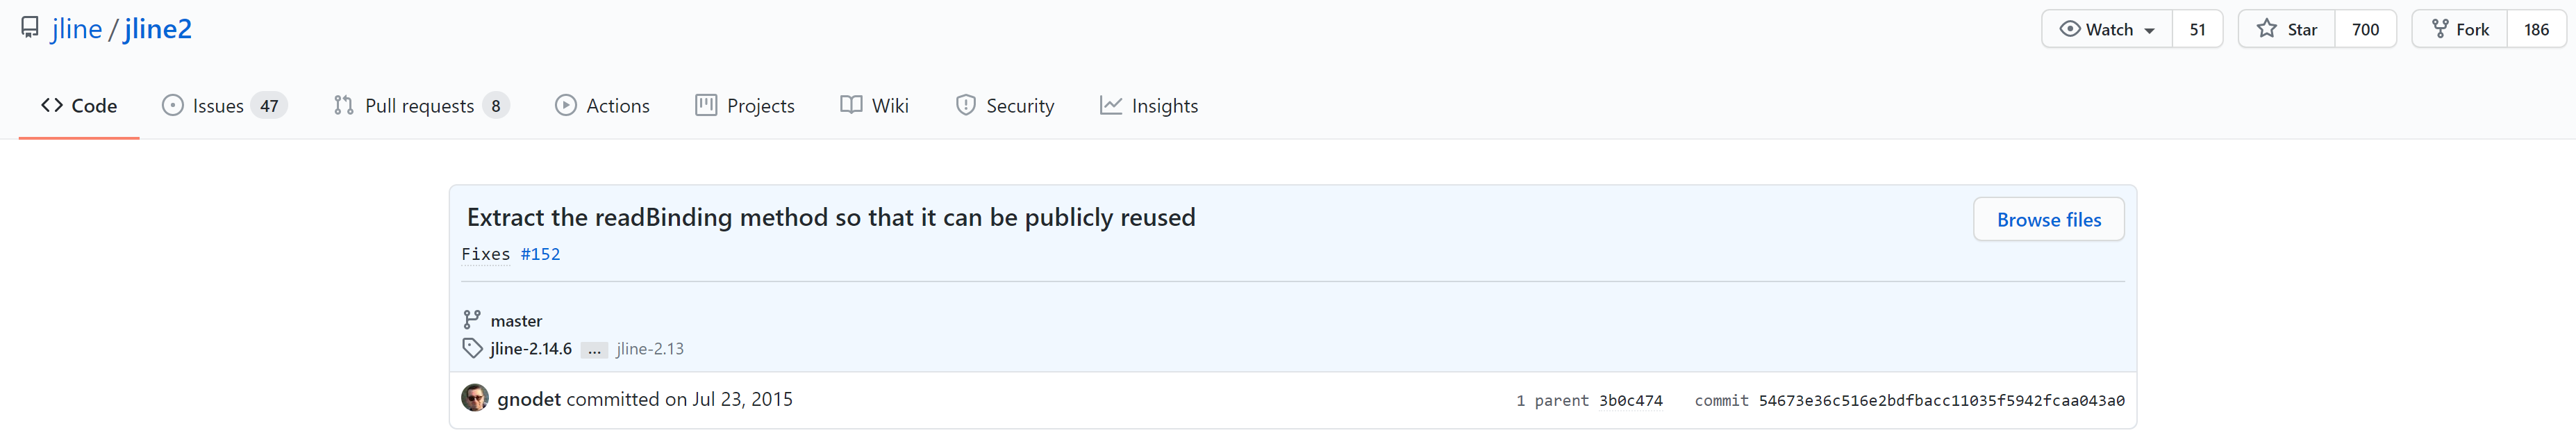 jline / jline2
Watch 51 Star 700 Fork 186
Code Issues 47 Pull requests 8 Actions Projects Wiki Security Insights
Extract the readBinding method so that it can be publicly reused
Browse files
Fixes #152
master
jline-2.14.6 ... jline-2.13
gnodet committed on Jul 23, 2015
1 parent 3b0c474 commit 54673e36c516e2bdfbacc11035f5942fcaa043a0